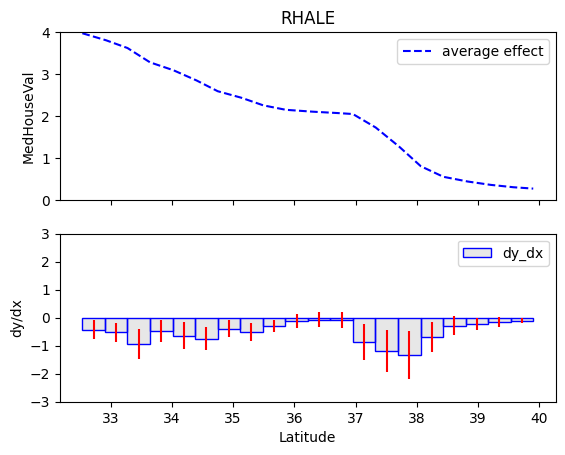 RHALE
4
3
2
1
0
MedHouseVal
average effect
3
2
1
0
−1
−2
−3
dy/dx
dy_dx
33 34 35 36 37 38 39 40
Latitude